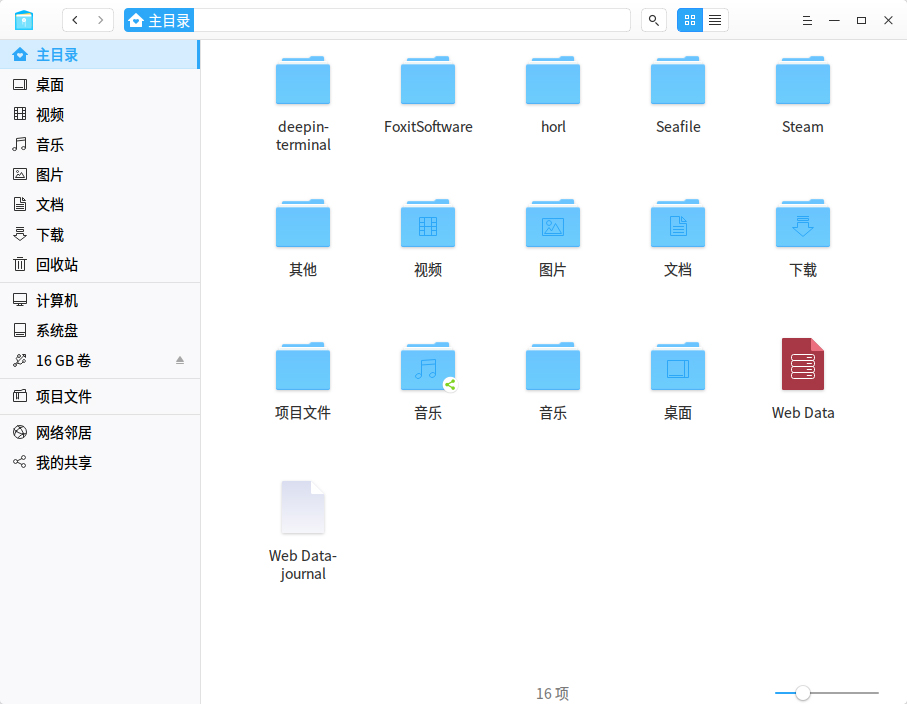 主目录
主目录
桌面
视频
音乐
图片
文档
下载
回收站
计算机
系统盘
16 GB 卷
项目文件
网络邻居
我的共享
deepin-
terminal
FoxitSoftware
horl
Seafile
Steam
其他
视频
图片
文档
下载
项目文件
音乐
音乐
桌面
Web Data
Web Data-
journal
16 项